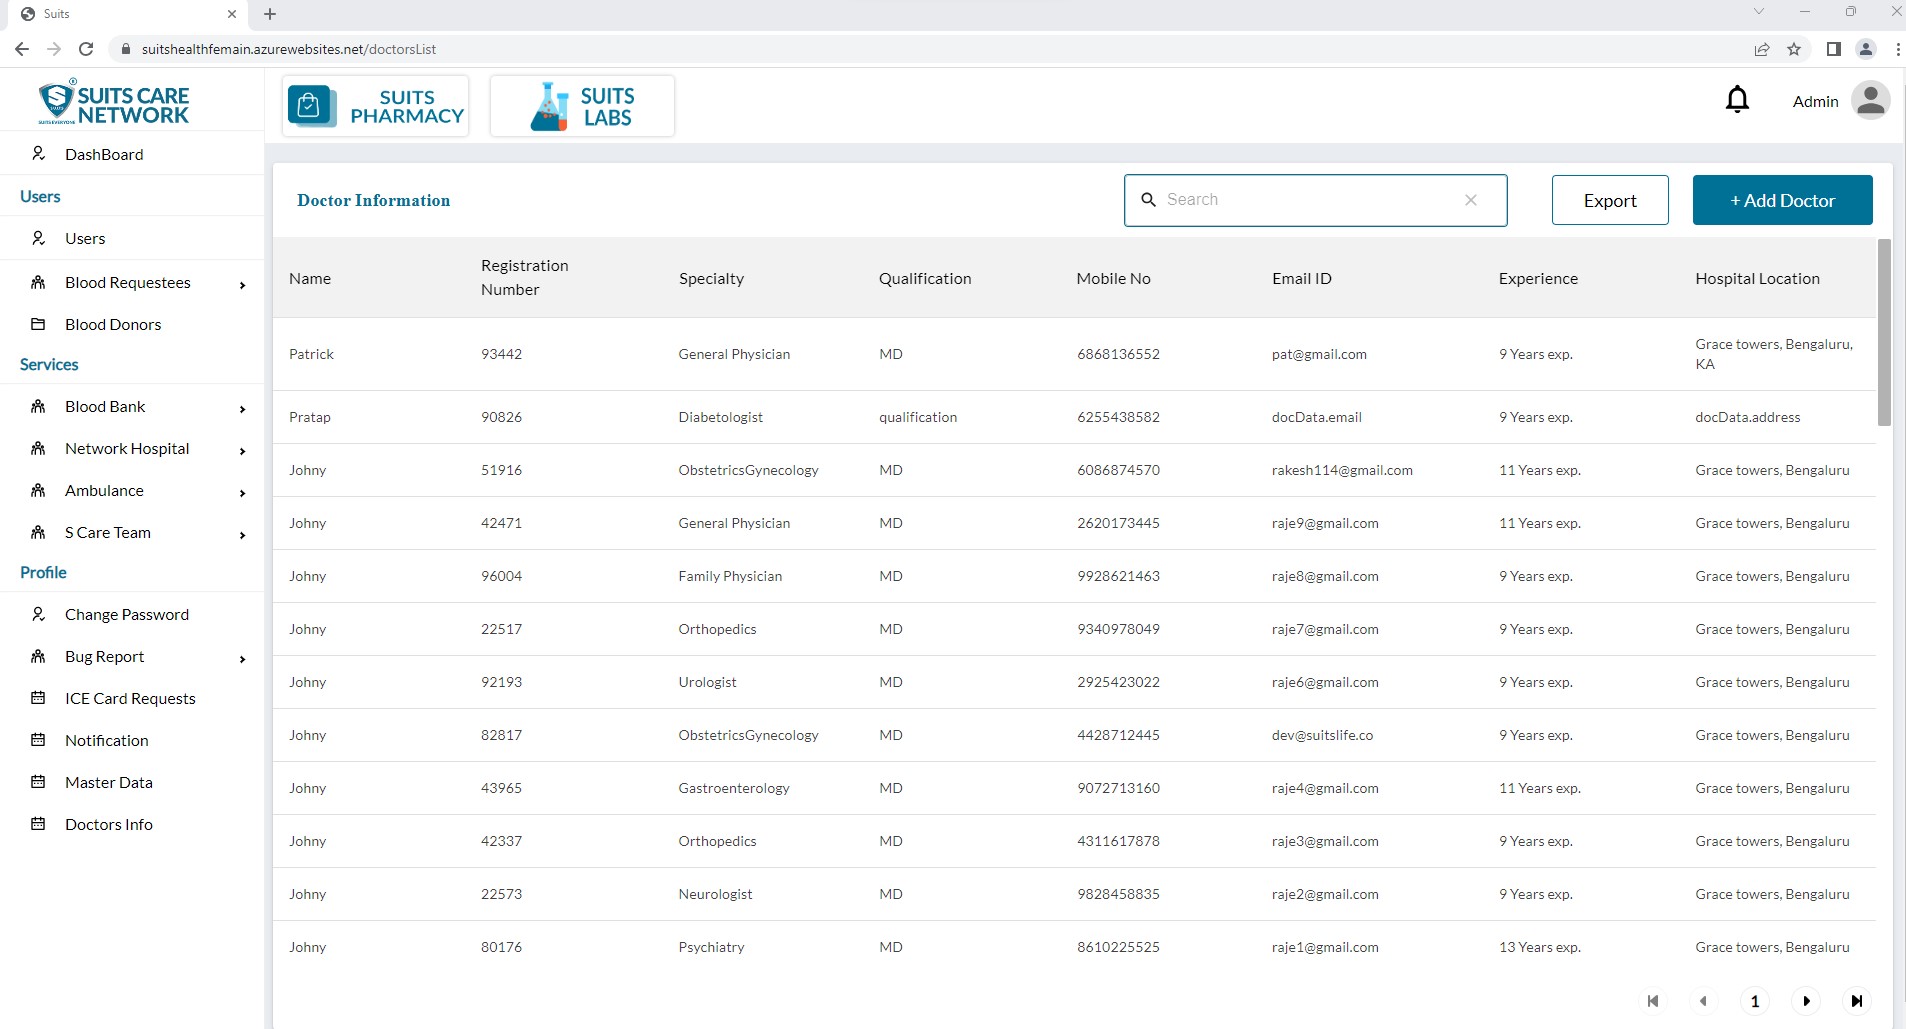 Suits
suitshealthfemain.azurewebsites.net/doctorsList
SUITS CARE
NETWORK
SUITS
PHARMACY
SUITS
LABS
Admin
DashBoard
Users
Users
Blood Requestees
Blood Donors
Services
Blood Bank
Network Hospital
Ambulance
S Care Team
Profile
Change Password
Bug Report
ICE Card Requests
Notification
Master Data
Doctors Info
Doctor Information
Search
Export
+ Add Doctor
Name Registration Number Specialty Qualification Mobile No Email ID Experience Hospital Location
Patrick 93442 General Physician MD 6868136552 pat@gmail.com 9 Years exp. Grace towers, Bengaluru, KA
Pratap 90826 Diabetologist qualification 6255438582 docData.email 9 Years exp. docData.address
Johny 51916 ObstetricsGynecology MD 6086874570 rakesh114@gmail.com 11 Years exp. Grace towers, Bengaluru
Johny 42471 General Physician MD 2620173445 raje9@gmail.com 11 Years exp. Grace towers, Bengaluru
Johny 96004 Family Physician MD 9928621463 raje8@gmail.com 9 Years exp. Grace towers, Bengaluru
Johny 22517 Orthopedics MD 9340978049 raje7@gmail.com 9 Years exp. Grace towers, Bengaluru
Johny 92193 Urologist MD 2925423022 raje6@gmail.com 9 Years exp. Grace towers, Bengaluru
Johny 82817 ObstetricsGynecology MD 4428712445 dev@suitslife.co 9 Years exp. Grace towers, Bengaluru
Johny 43965 Gastroenterology MD 9072713160 raje4@gmail.com 11 Years exp. Grace towers, Bengaluru
Johny 42337 Orthopedics MD 4311617878 raje3@gmail.com 9 Years exp. Grace towers, Bengaluru
Johny 22573 Neurologist MD 9828458835 raje2@gmail.com 9 Years exp. Grace towers, Bengaluru
Johny 80176 Psychiatry MD 8610225525 raje1@gmail.com 13 Years exp. Grace towers, Bengaluru
1